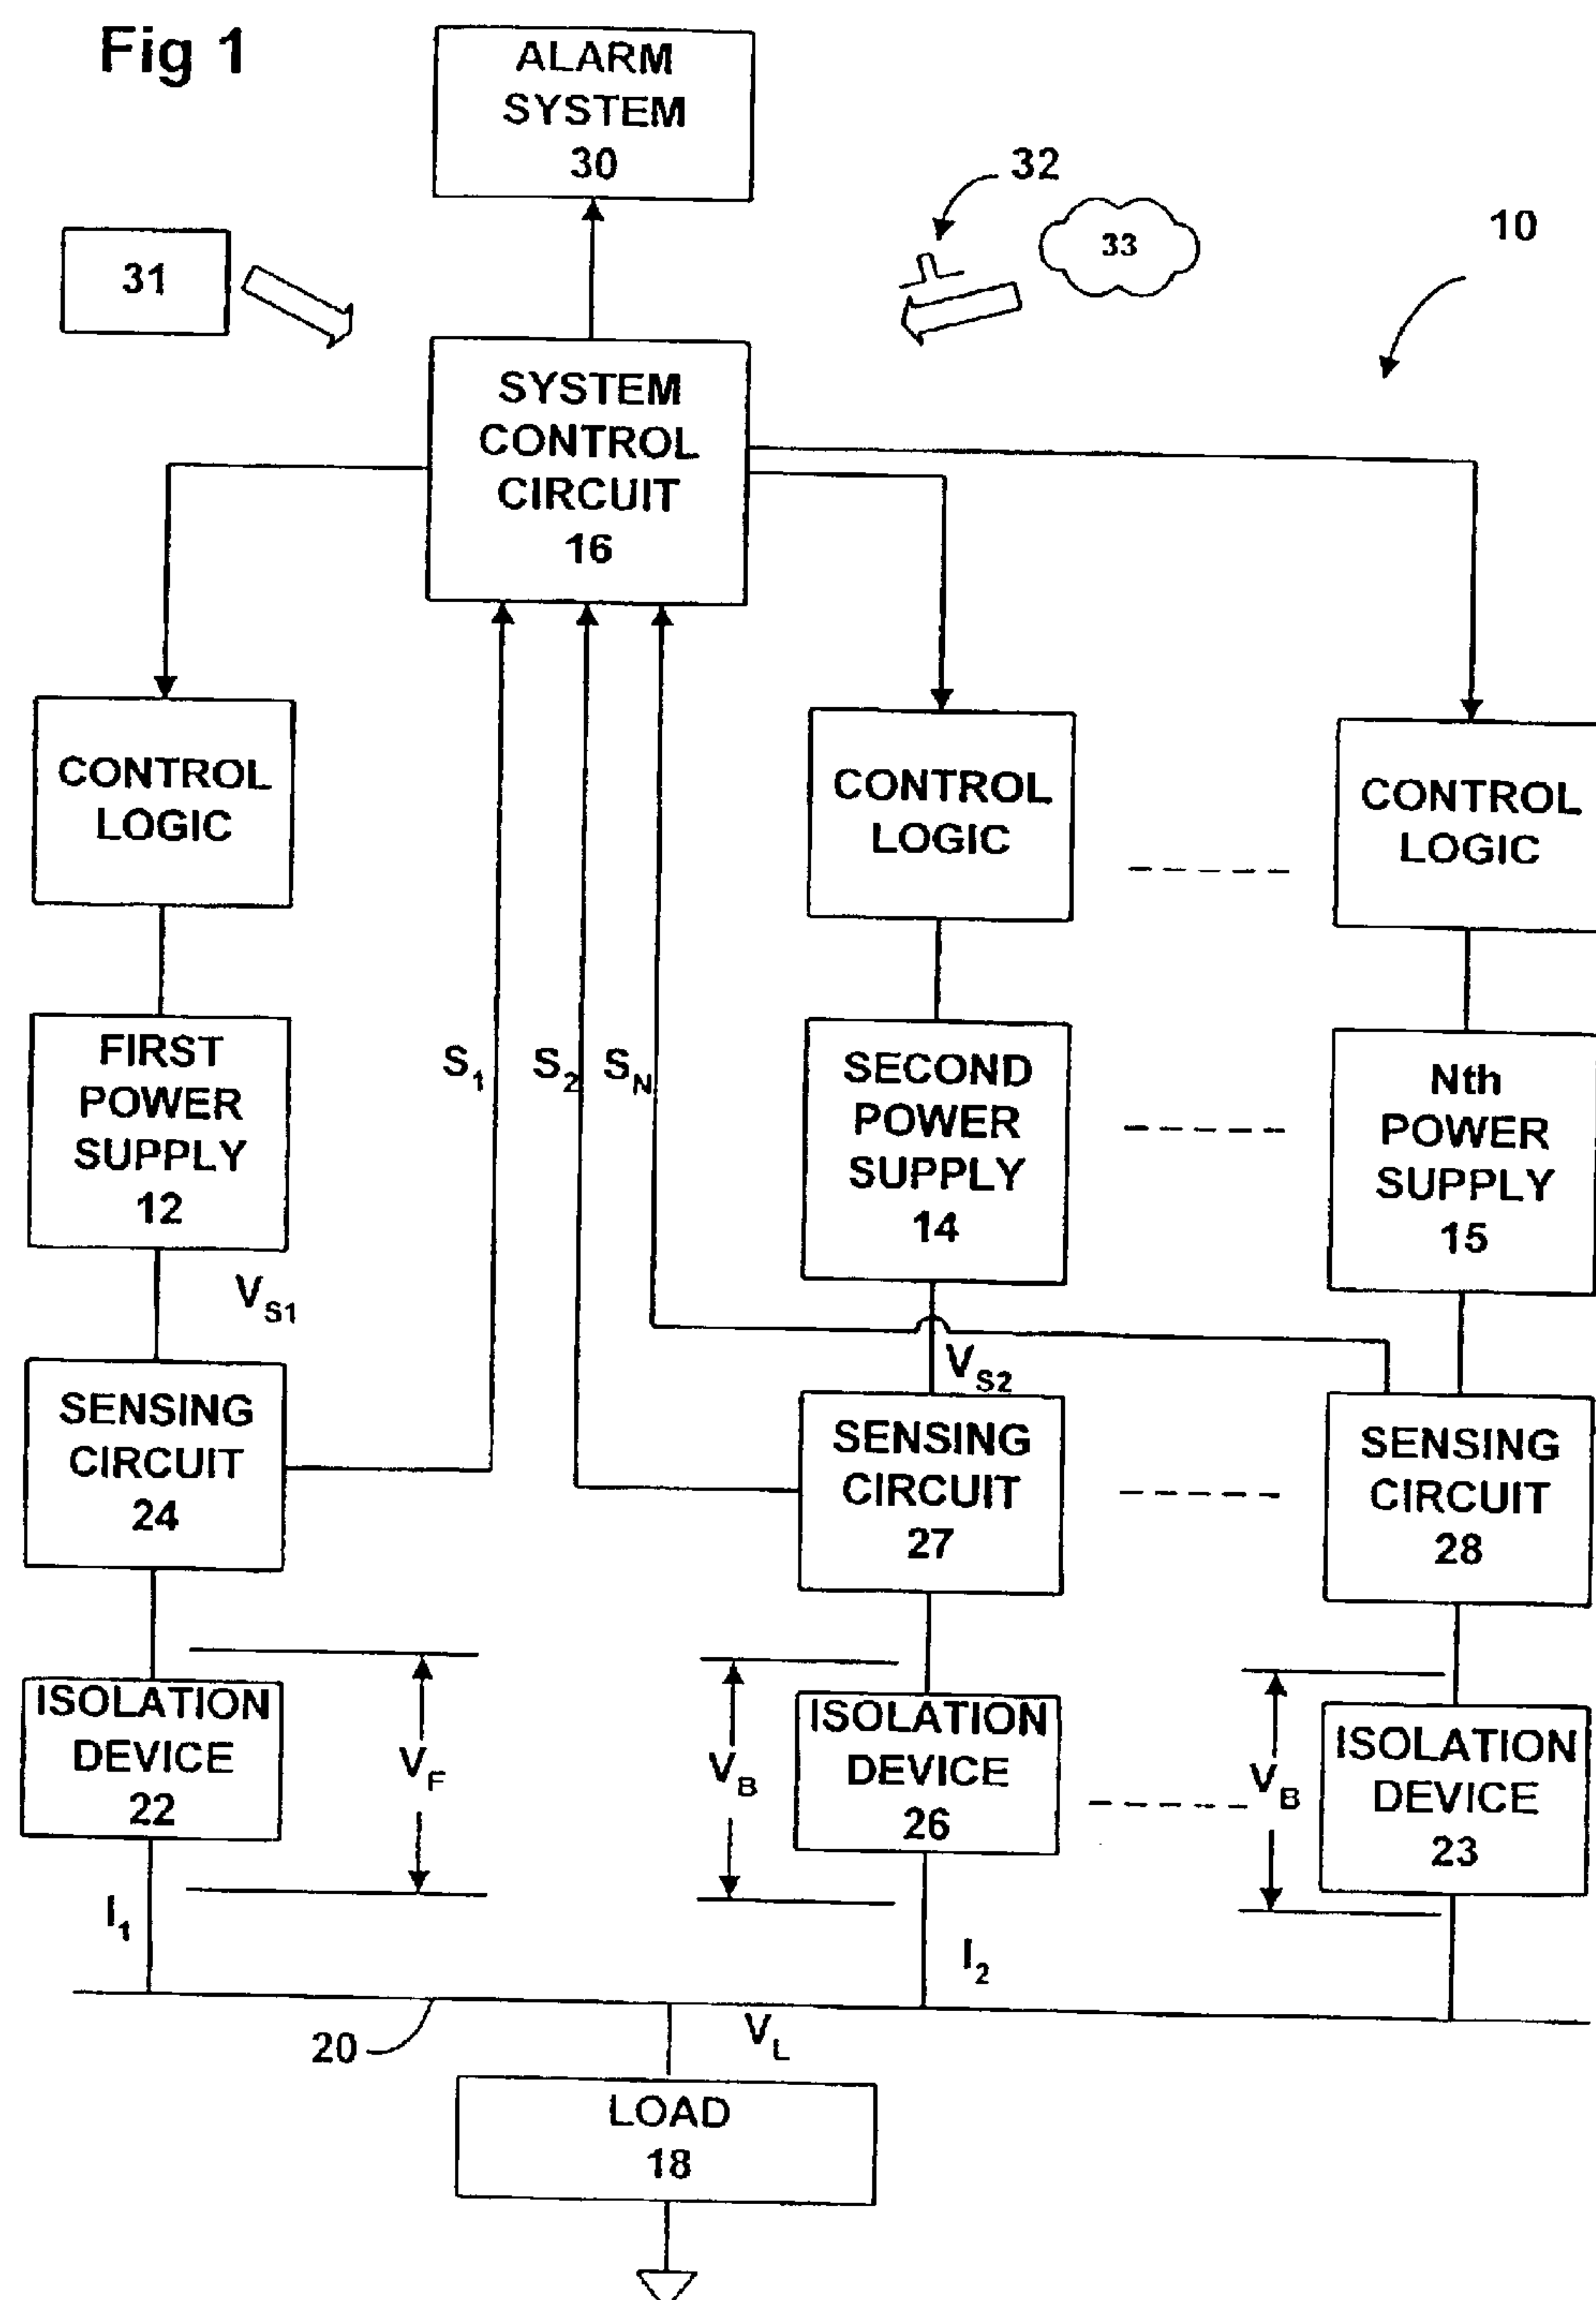 Fig 1
ALARM
SYSTEM
30
32
33
10
31
SYSTEM
CONTROL
CIRCUIT
16
CONTROL
LOGIC
CONTROL
LOGIC
CONTROL
LOGIC
FIRST
POWER
SUPPLY
12
S1
S2
SN
SECOND
POWER
SUPPLY
14
Nth
POWER
SUPPLY
15
VS1
VS2
SENSING
CIRCUIT
24
SENSING
CIRCUIT
27
SENSING
CIRCUIT
28
ISOLATION
DEVICE
22
VF
VB
ISOLATION
DEVICE
26
VB
ISOLATION
DEVICE
23
I1
I2
20
VL
LOAD
18